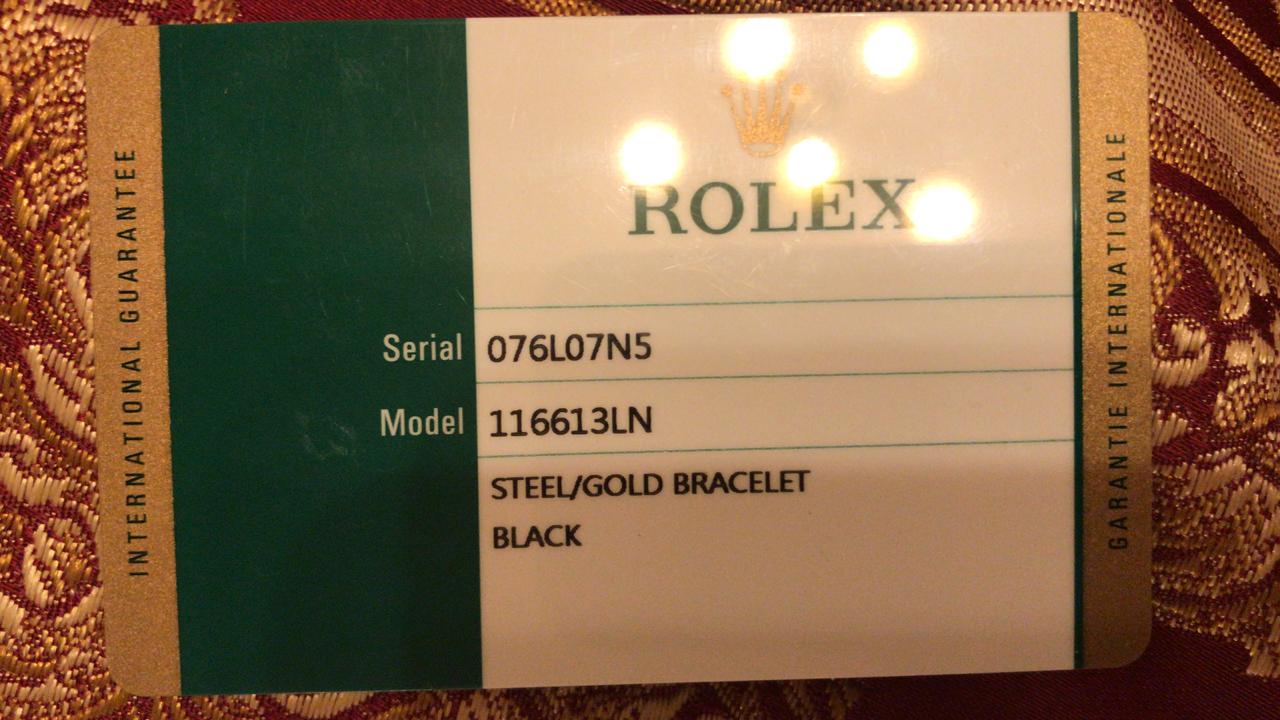 INTERNATIONAL GUARANTEE
ROLEX
Serial 076L07N5
Model 116613LN
STEEL/GOLD BRACELET
BLACK
GARANTIE INTERNATIONALE